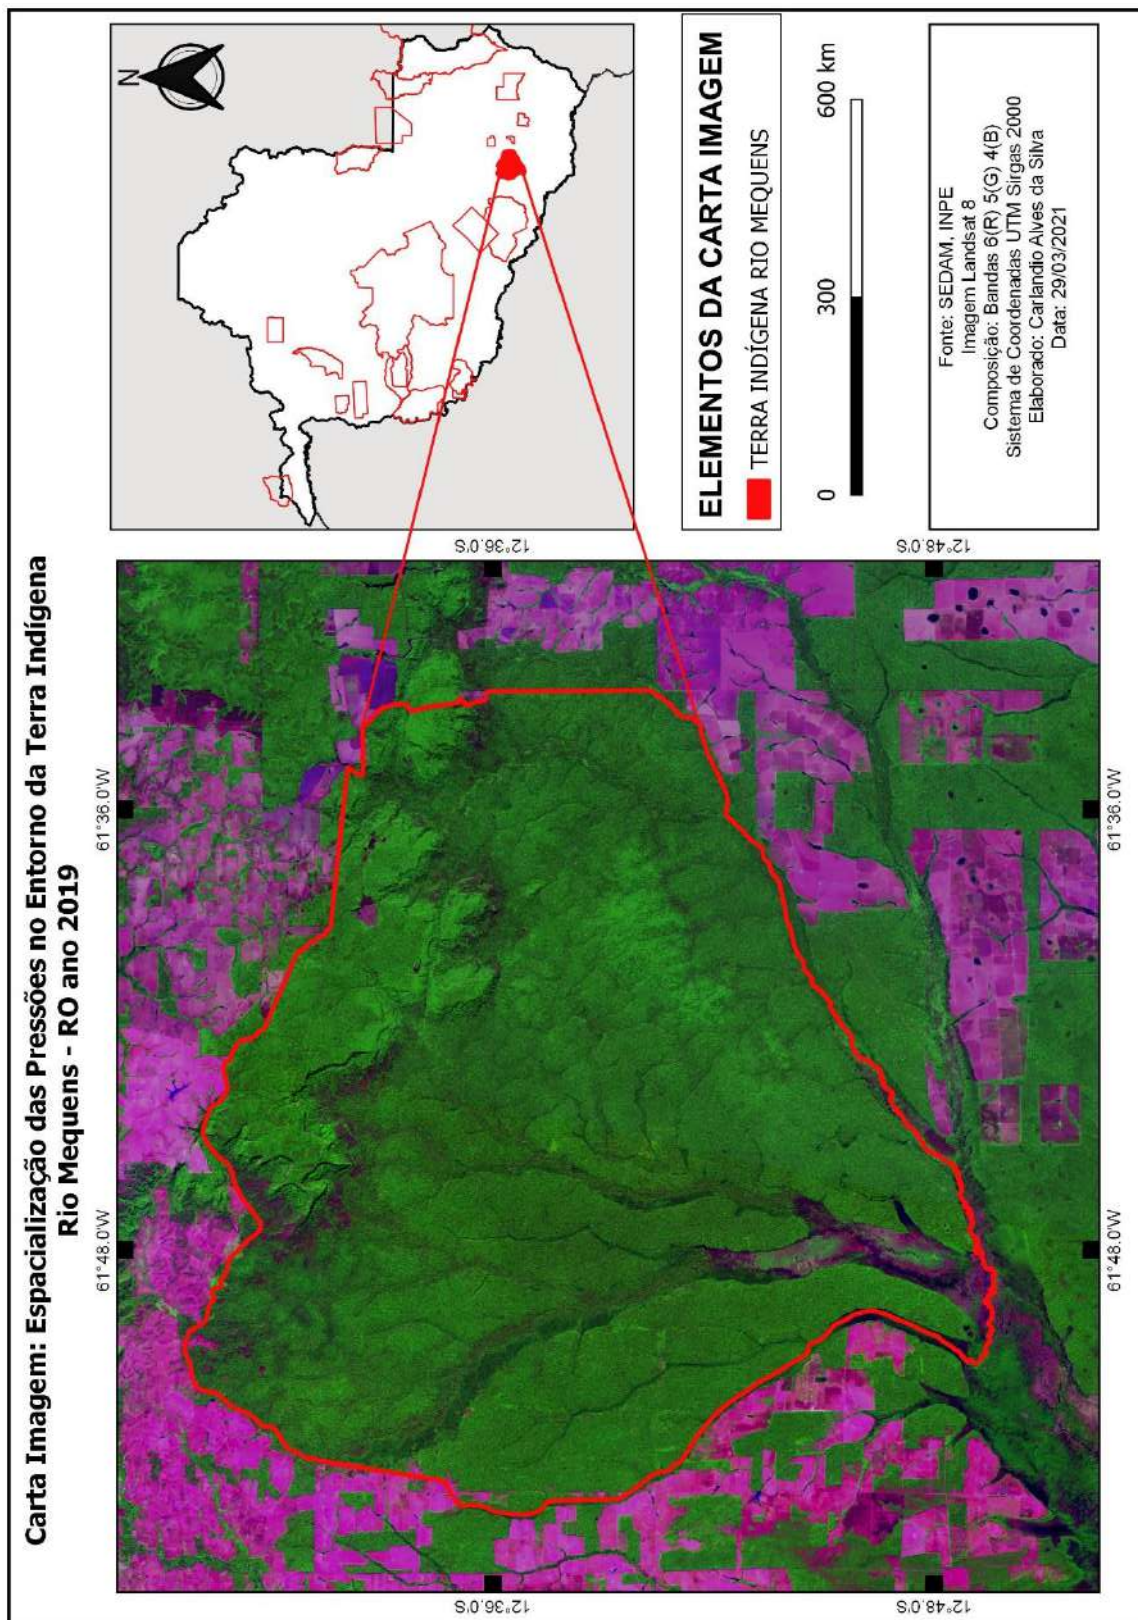 Carta Imagem: Espacialização das Pressões no Entorno da Terra Indígena
Rio Mequens - RO ano 2019
61°48.0'W
61°36.0'W
12°36.0'S
12°36.0'S
12°48.0'S
12°48.0'S
61°48.0'W
61°36.0'W
N
ELEMENTOS DA CARTA IMAGEM
TERRA INDÍGENA RIO MEQUENS
0 300 600 km
Fonte: SEDAM, INPE
Imagem Landsat 8
Composição: Bandas 6(R) 5(G) 4(B)
Sistema de Coordenadas UTM Sirgas 2000
Elaborado: Carlandio Alves da Silva
Data: 29/03/2021